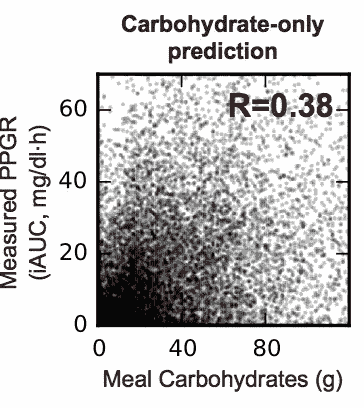 Carbohydrate-only
prediction
R=0.38
Measured PPGR
(iAUC, mg/dl·h)
60
40
20
0
0 40 80
Meal Carbohydrates (g)